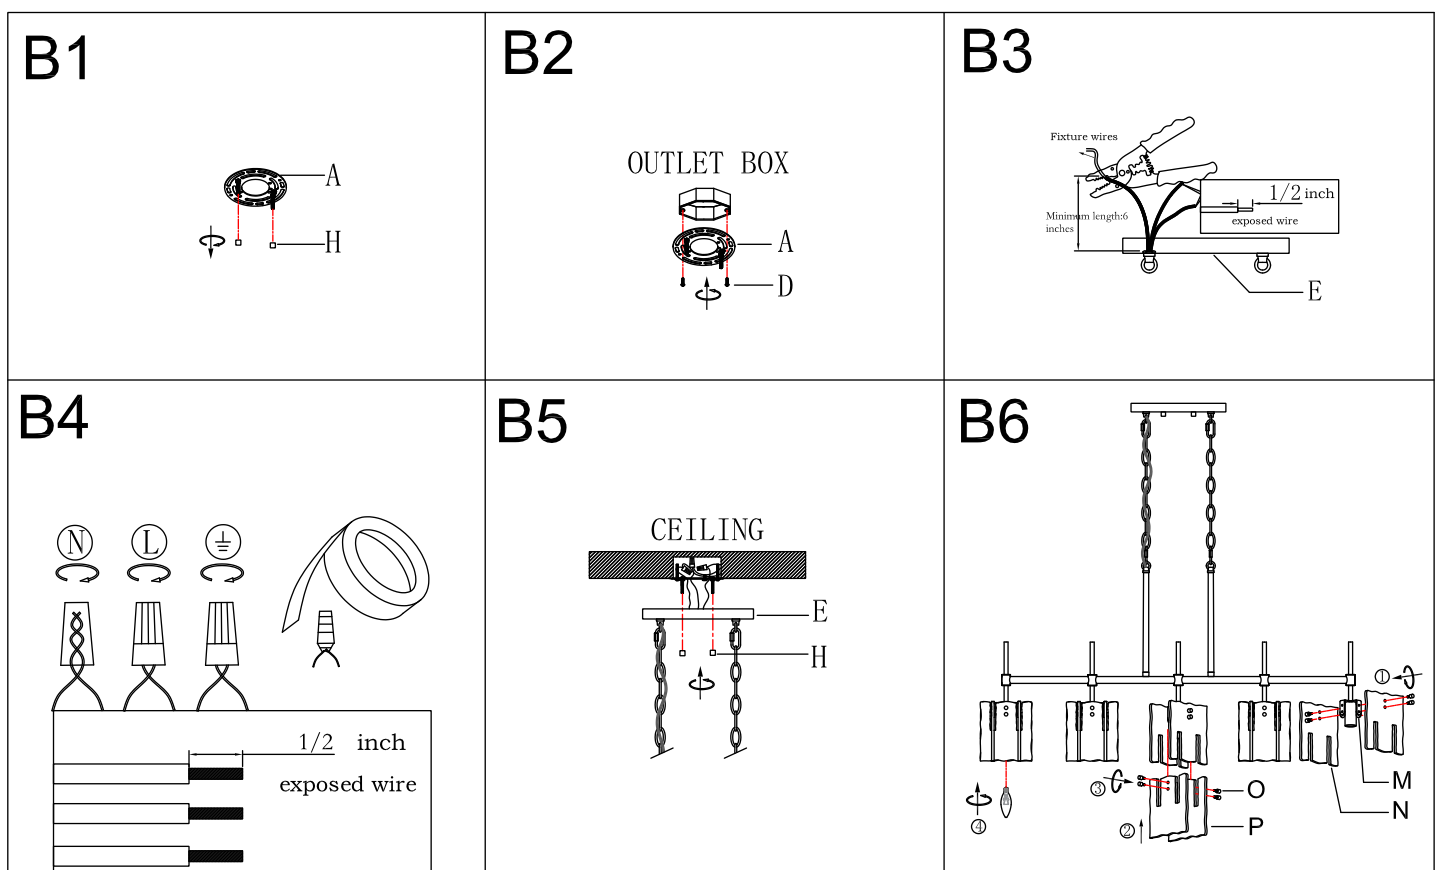 B1
A
H
B2
OUTLET BOX
A
D
B3
Fixture wires
1/2 inch
exposed wire
Minimum length:6
inches
E
B4
N L
1/2 inch
exposed wire
B5
CEILING
E
H
B6
①
M
N
③
O
④
②
P